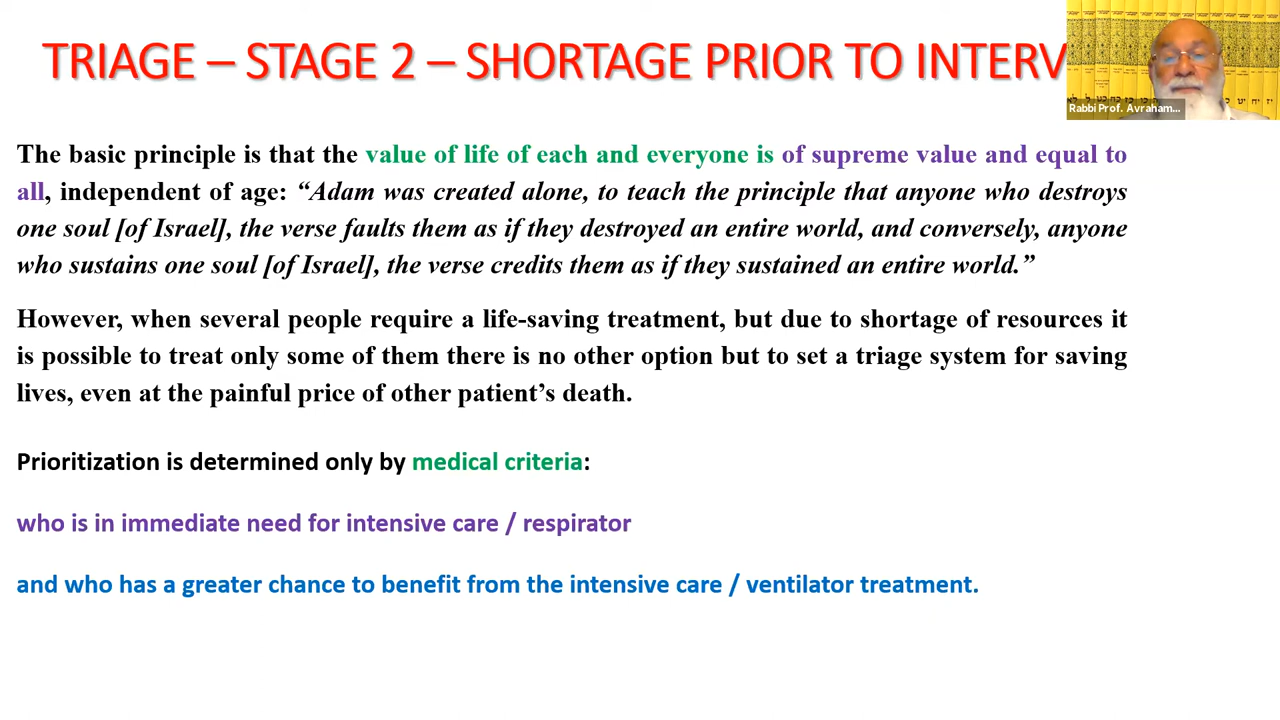 TRIAGE – STAGE 2 – SHORTAGE PRIOR TO INTERV
Rabbi Prof. Avraham...
The basic principle is that the value of life of each and everyone is of supreme value and equal to
all, independent of age: “Adam was created alone, to teach the principle that anyone who destroys
one soul [of Israel], the verse faults them as if they destroyed an entire world, and conversely, anyone
who sustains one soul [of Israel], the verse credits them as if they sustained an entire world.”
However, when several people require a life-saving treatment, but due to shortage of resources it
is possible to treat only some of them there is no other option but to set a triage system for saving
lives, even at the painful price of other patient’s death.
Prioritization is determined only by medical criteria:
who is in immediate need for intensive care / respirator
and who has a greater chance to benefit from the intensive care / ventilator treatment.